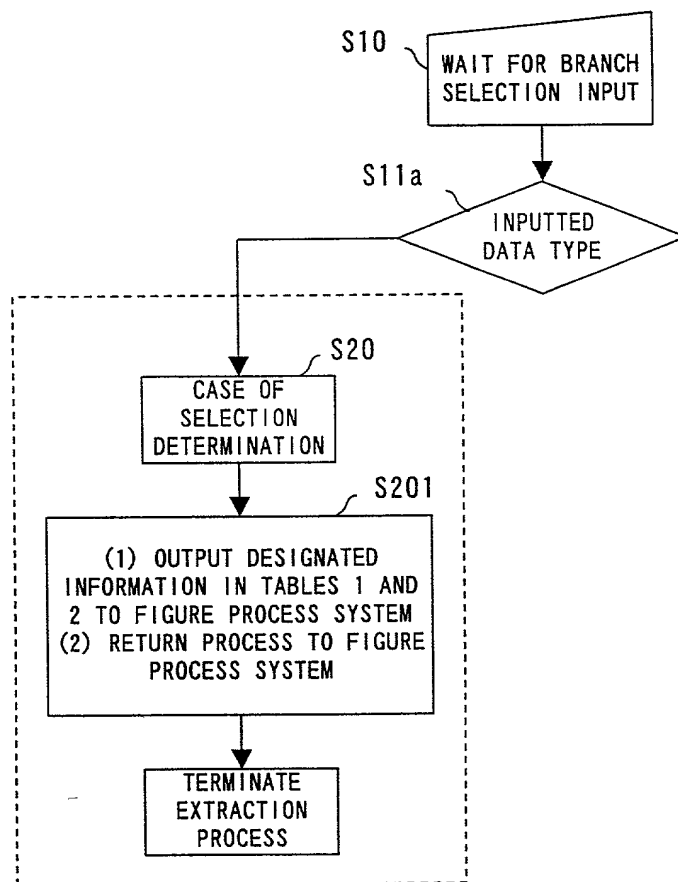 S10
WAIT FOR BRANCH
SELECTION INPUT
S11a
INPUTTED
DATA TYPE
S20
CASE OF
SELECTION
DETERMINATION
S201
(1) OUTPUT DESIGNATED
INFORMATION IN TABLES 1 AND
2 TO FIGURE PROCESS SYSTEM
(2) RETURN PROCESS TO FIGURE
PROCESS SYSTEM
TERMINATE
EXTRACTION
PROCESS